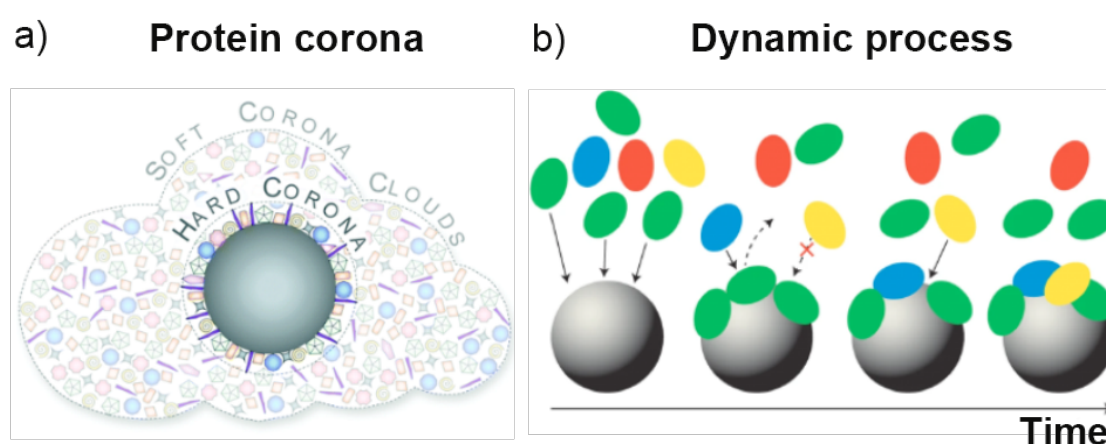 a) Protein corona
b) Dynamic process
SOFT CORONA CLOUDS
HARD CORONA
Time